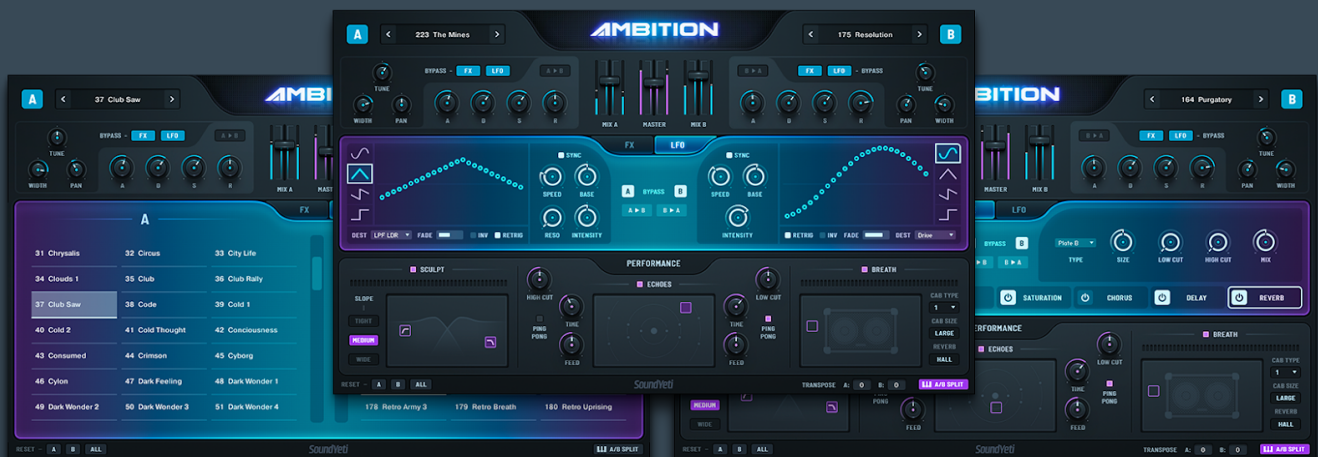 AMBITION
A
223 The Mines
175 Resolution
B
BYPASS - FX LFO
A ▸ B
B ▸ A
FX LFO - BYPASS
TUNE
WIDTH
PAN
A
D
S
R
MIX A
MASTER
MIX B
A
D
S
R
TUNE
PAN
WIDTH
FX
LFO
SYNC
SPEED
BASE
RESO
INTENSITY
A
BYPASS
B
A ▸ B
B ▸ A
SYNC
SPEED
BASE
INTENSITY
DEST LPF LDR FADE INV RETRIG
RETRIG INV FADE DEST Drive
SCULPT
PERFORMANCE
BREATH
SLOPE
TIGHT
MEDIUM
WIDE
HIGH CUT
ECHOES
LOW CUT
TIME
PING
PONG
FEED
TIME
PING
PONG
FEED
CAB TYPE
1
CAB SIZE
LARGE
REVERB
HALL
RESET - A B ALL
SoundYeti
TRANSPOSE A: 0 B: 0 A/B SPLIT
A
37 Club Saw
AMBI
BYPASS - FX LFO
A ▸ B
TUNE
WIDTH
PAN
A
D
S
R
MIX A
MAST
A
FX
31 Chrysalis
32 Circus
33 City Life
34 Clouds 1
35 Club
36 Club Rally
37 Club Saw
38 Code
39 Cold 1
40 Cold 2
41 Cold Thought
42 Conciousness
43 Consumed
44 Crimson
45 Cyborg
46 Cylon
47 Dark Feeling
48 Dark Wonder 1
49 Dark Wonder 2
50 Dark Wonder 3
51 Dark Wonder 4
178 Retro Army 3
179 Retro Breath
180 Retro Uprising
RESET - A B ALL
SoundYeti
A/B SPLIT
BITION
164 Purgatory
B
B ▸ A
FX LFO - BYPASS
MASTER
MIX B
A
D
S
R
TUNE
PAN
WIDTH
LFO
BYPASS
B
B ▸ A
Plate B
TYPE
SIZE
LOW CUT
HIGH CUT
MIX
SATURATION
CHORUS
DELAY
REVERB
ERFORMANCE
BREATH
ECHOES
LOW CUT
TIME
PING
PONG
FEED
FEED
MEDIUM
WIDE
CAB TYPE
1
CAB SIZE
LARGE
REVERB
HALL
RESET - A B ALL
SoundYeti
TRANSPOSE A: 0 B: 0 A/B SPLIT